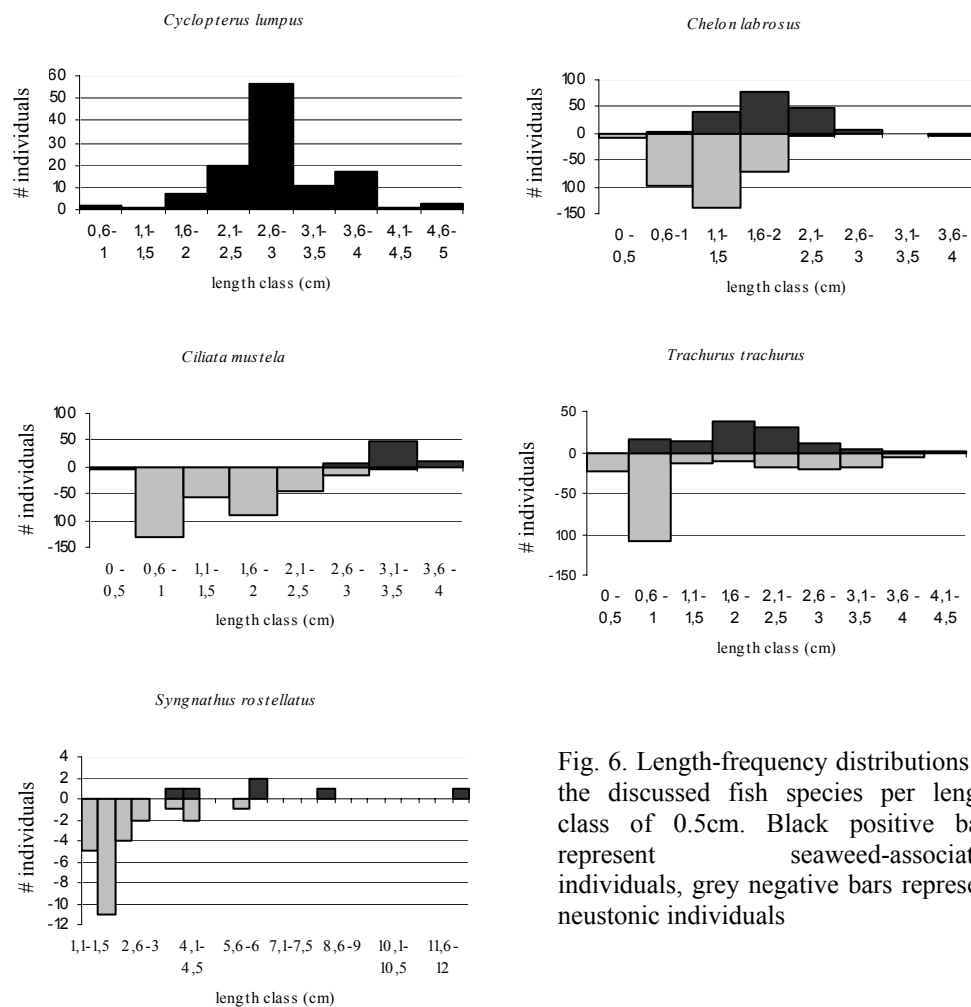 Cyclopterus lumpus
# individuals
60
50
40
30
20
10
0
0,6- 1,1- 1,6- 2,1- 2,6- 3,1- 3,6- 4,1- 4,6-
1 1,5 2 2,5 3 3,5 4 4,5 5
length class (cm)
Chelon labrosus
# individuals
100
50
0
-50
100
-150
0 - 0,6-1 1,1- 1,6-2 2,1- 2,6- 3,1- 3,6-
0,5 1,5 2,5 3 3,5 4
length class (cm)
Ciliata mustela
# individuals
100
50
0
-50
100
-150
0 - 0,6 - 1,1- 1,6 - 2,1- 2,6 - 3,1- 3,6 -
0,5 1 1,5 2 2,5 3 3,5 4
length class (cm)
Trachurus trachurus
# individuals
50
0
-50
100
-150
0 - 0,6 - 1,1- 1,6 - 2,1- 2,6 - 3,1- 3,6 - 4,1-
0,5 1 1,5 2 2,5 3 3,5 4 4,5
length class (cm)
Syngnathus rostellatus
# individuals
4
2
0
-2
-4
-6
-8
-10
-12
1,1-1,5 2,6-3 4,1- 5,6-6 7,1-7,5 8,6-9 10,1- 11,6-
4,5 10,5 12
length class (cm)
Fig. 6. Length-frequency distributions
the discussed fish species per leng
class of 0.5cm. Black positive ba
represent seaweed-associat
individuals, grey negative bars represe
neustonic individuals